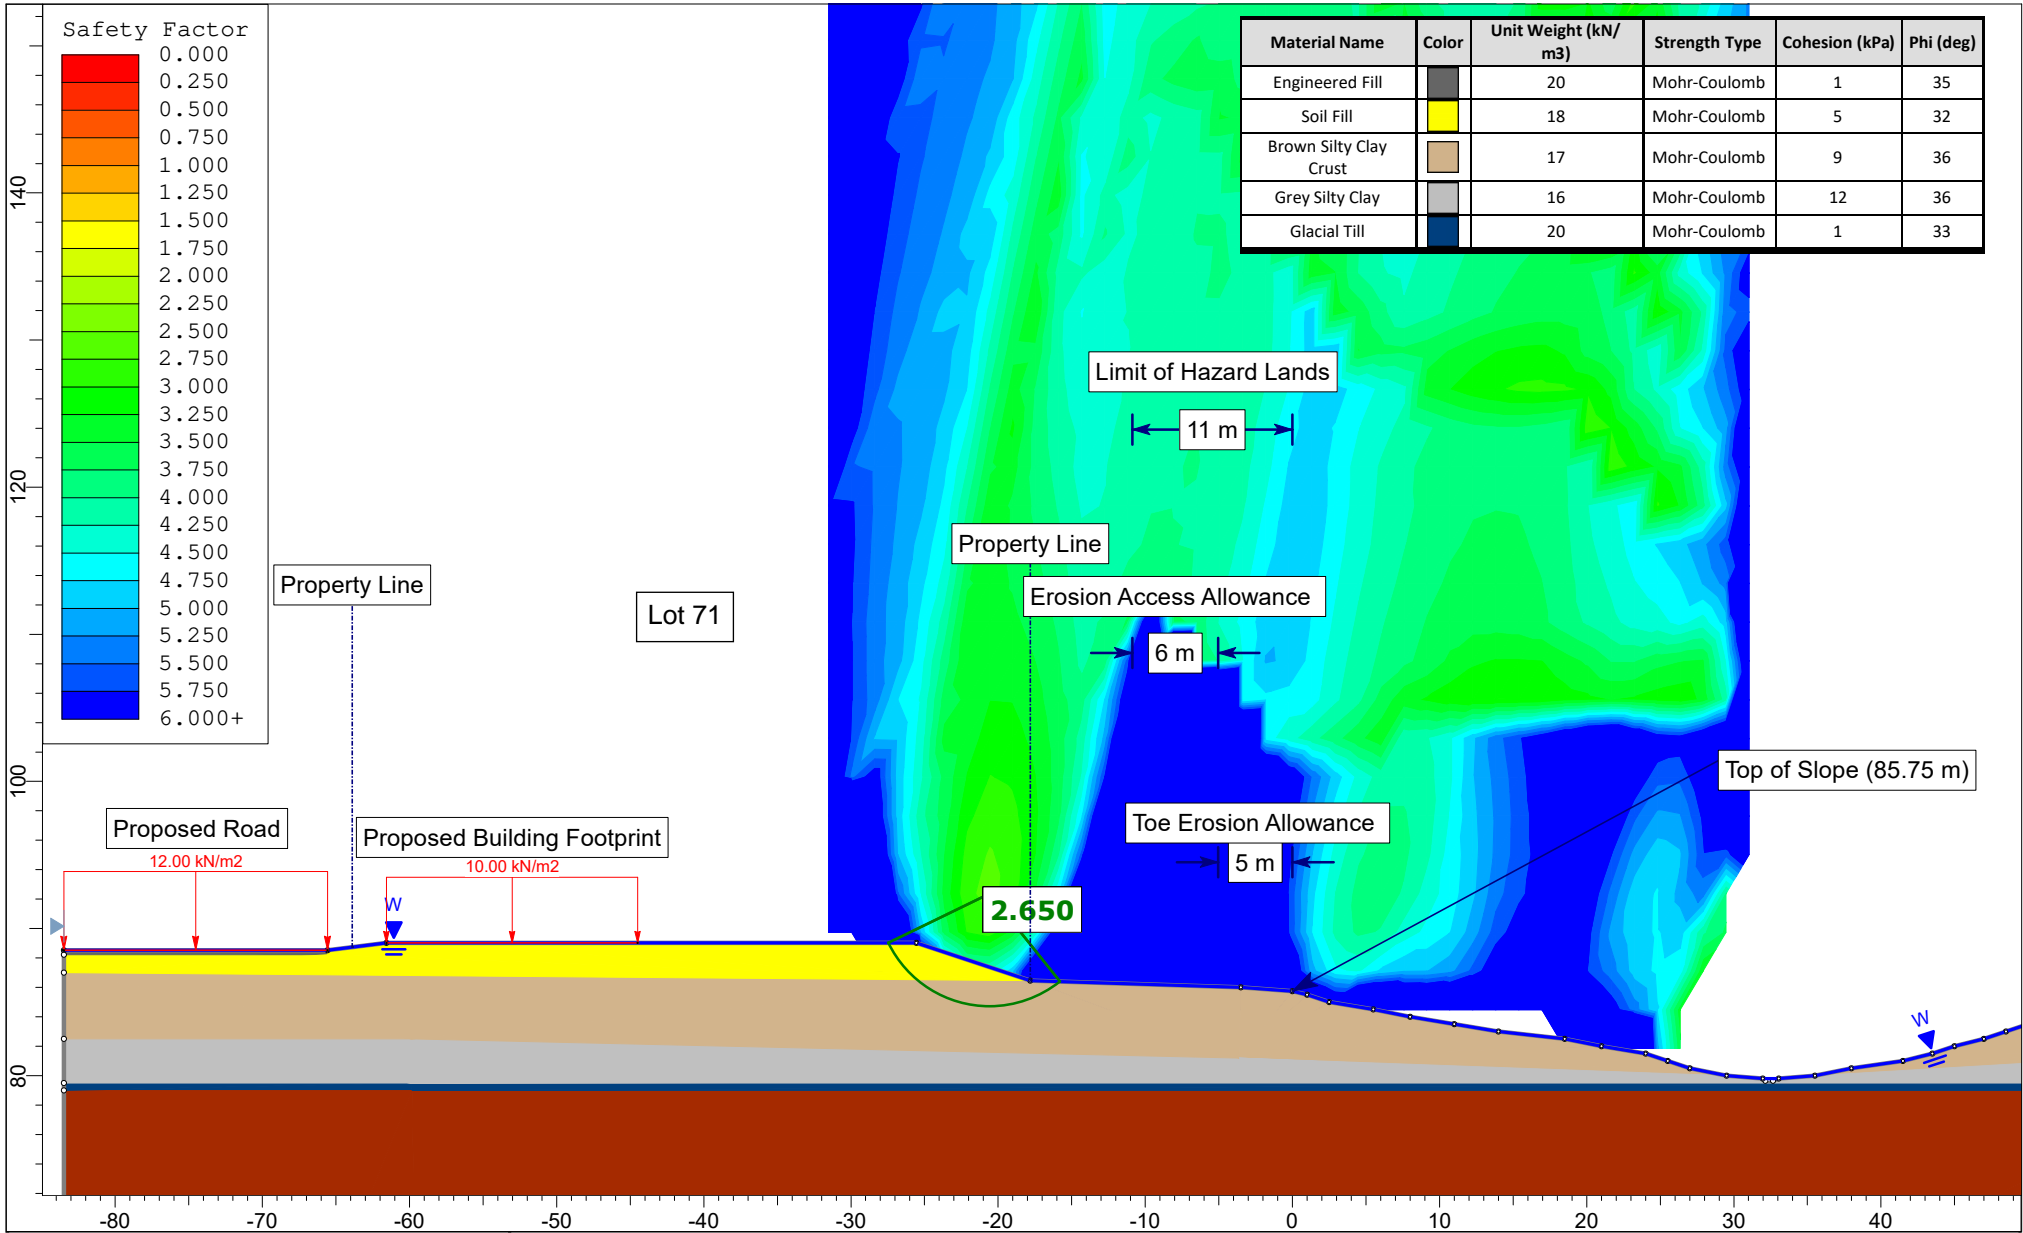 Safety Factor
0.000
0.250
0.500
0.750
1.000
1.250
1.500
1.750
2.000
2.250
2.500
2.750
3.000
3.250
3.500
3.750
4.000
4.250
4.500
4.750
5.000
5.250
5.500
5.750
6.000+
Material Name Color Unit Weight (kN/m3) Strength Type Cohesion (kPa) Phi (deg)
Engineered Fill 20 Mohr-Coulomb 1 35
Soil Fill 18 Mohr-Coulomb 5 32
Brown Silty Clay Crust 17 Mohr-Coulomb 9 36
Grey Silty Clay 16 Mohr-Coulomb 12 36
Glacial Till 20 Mohr-Coulomb 1 33
Limit of Hazard Lands
11 m
Property Line
Property Line
Erosion Access Allowance
Lot 71
6 m
Top of Slope (85.75 m)
Toe Erosion Allowance
5 m
Proposed Road
12.00 kN/m2
Proposed Building Footprint
10.00 kN/m2
W
2.650
W
140
120
100
80
-80 -70 -60 -50 -40 -30 -20 -10 0 10 20 30 40